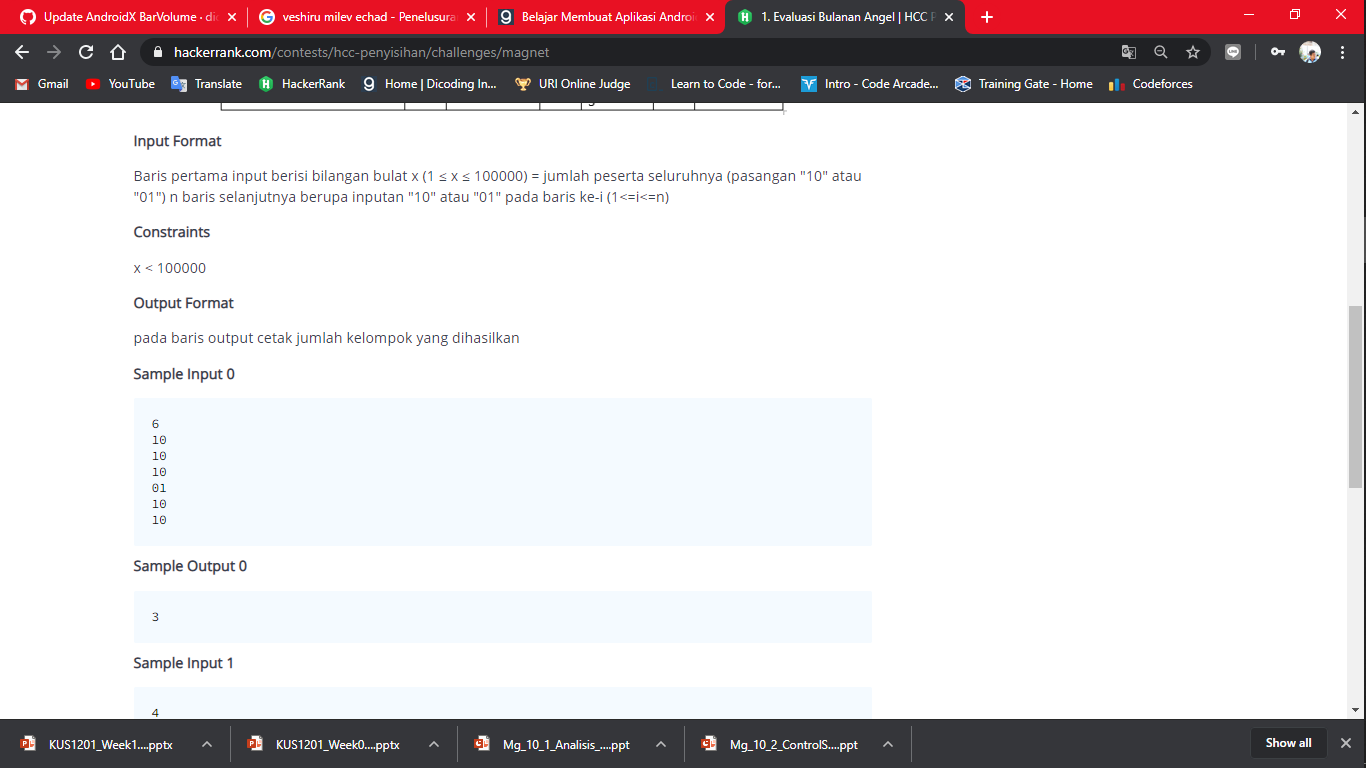 Update AndroidX BarVolume · dic
veshiru milev echad - Penelusura
Belajar Membuat Aplikasi Androi
1. Evaluasi Bulanan Angel | HCC P
hackerrank.com/contests/hcc-penyisihan/challenges/magnet
Gmail
YouTube
Translate
HackerRank
Home | Dicoding In...
URI Online Judge
Learn to Code - for...
Intro - Code Arcade...
Training Gate - Home
Codeforces
Input Format
Baris pertama input berisi bilangan bulat x (1 ≤ x ≤ 100000) = jumlah peserta seluruhnya (pasangan "10" atau
"01") n baris selanjutnya berupa inputan "10" atau "01" pada baris ke-i (1<=i<=n)
Constraints
x < 100000
Output Format
pada baris output cetak jumlah kelompok yang dihasilkan
Sample Input 0
6
10
10
10
01
10
10
Sample Output 0
3
Sample Input 1
4
KUS1201_Week1....pptx
KUS1201_Week0....pptx
Mg_10_1_Analisis_....ppt
Mg_10_2_ControlS....ppt
Show all